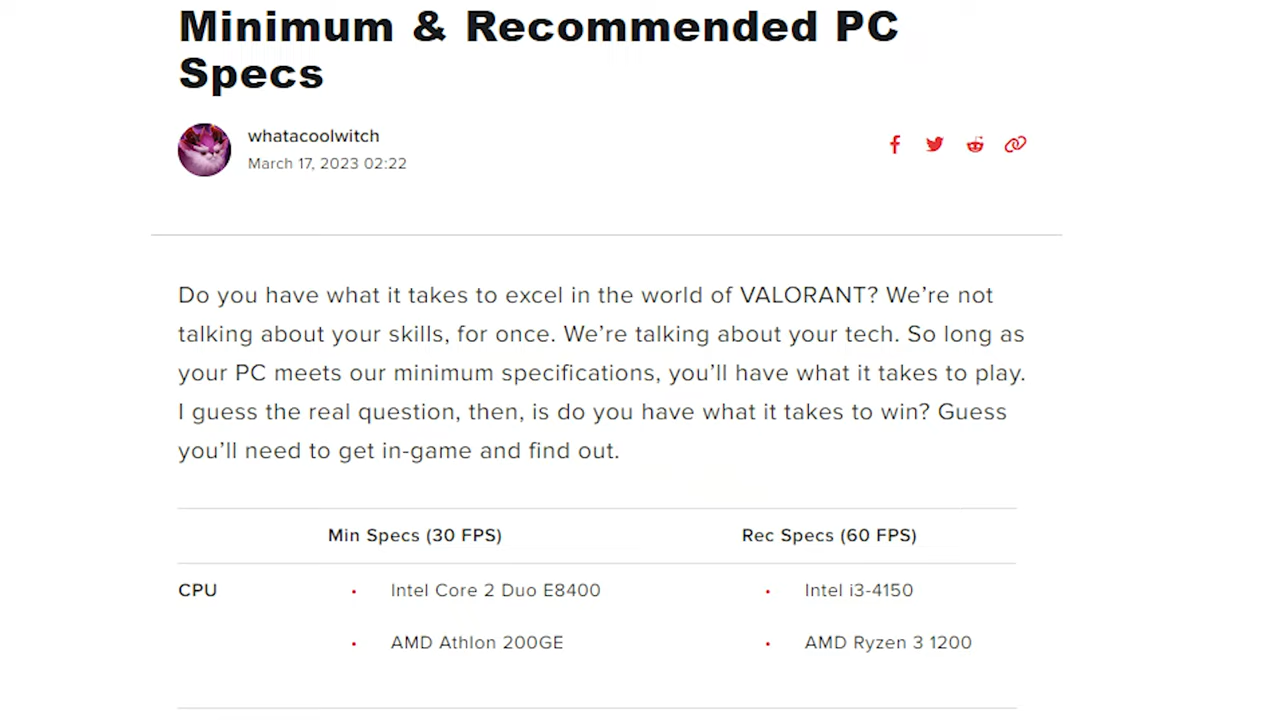 Minimum & Recommended PC
Specs
whatacoolwitch
March 17, 2023 02:22
Do you have what it takes to excel in the world of VALORANT? We’re not
talking about your skills, for once. We’re talking about your tech. So long as
your PC meets our minimum specifications, you’ll have what it takes to play.
I guess the real question, then, is do you have what it takes to win? Guess
you’ll need to get in-game and find out.
Min Specs (30 FPS) Rec Specs (60 FPS)
CPU • Intel Core 2 Duo E8400 • Intel i3-4150
• AMD Athlon 200GE • AMD Ryzen 3 1200